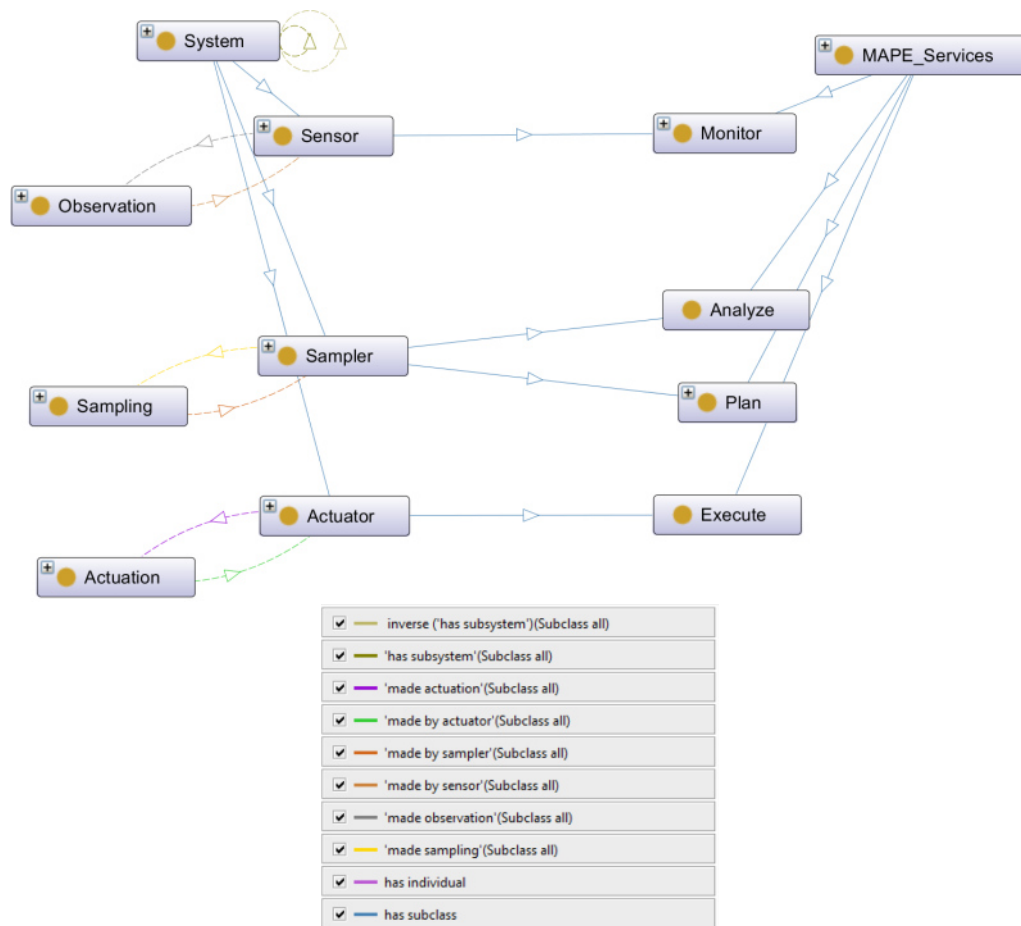 System
MAPE_Services
Sensor
Monitor
Observation
Analyze
Sampler
Sampling
Plan
Actuator
Execute
Actuation
inverse ('has subsystem')(Subclass all)
'has subsystem'(Subclass all)
'made actuation'(Subclass all)
'made by actuator'(Subclass all)
'made by sampler'(Subclass all)
'made by sensor'(Subclass all)
'made observation'(Subclass all)
'made sampling'(Subclass all)
has individual
has subclass